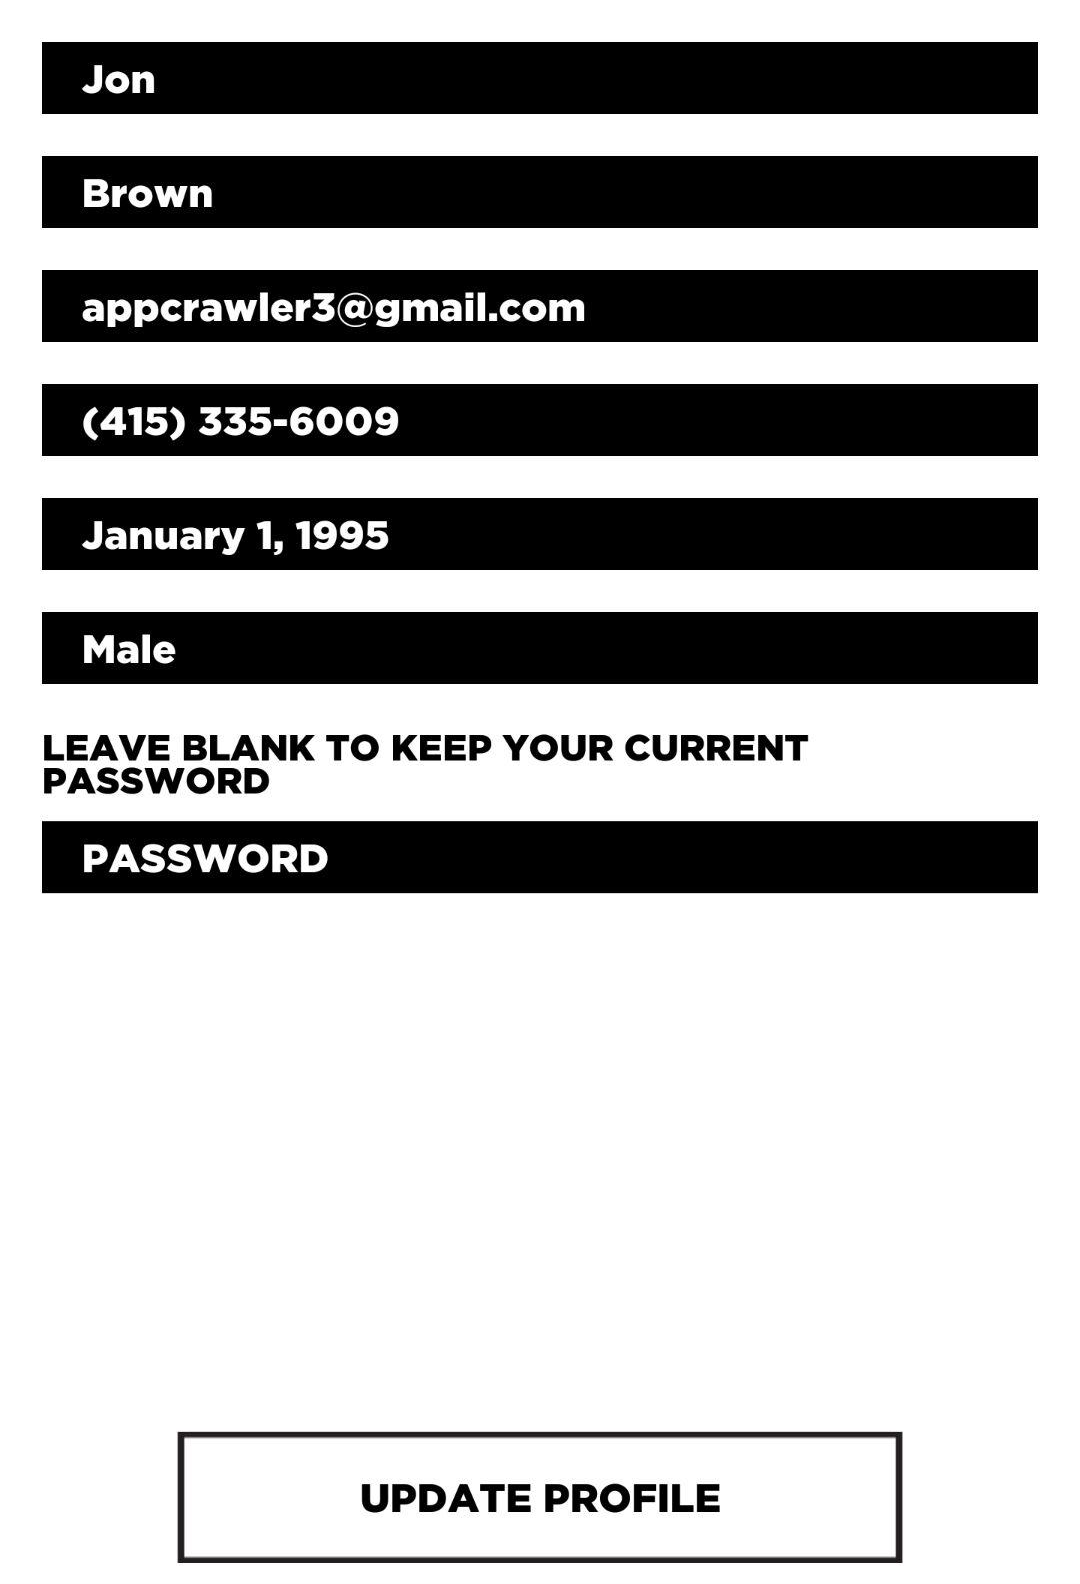 Jon
Brown
appcrawler3@gmail.com
(415) 335-6009
January 1, 1995
Male
LEAVE BLANK TO KEEP YOUR CURRENT
PASSWORD
PASSWORD
UPDATE PROFILE